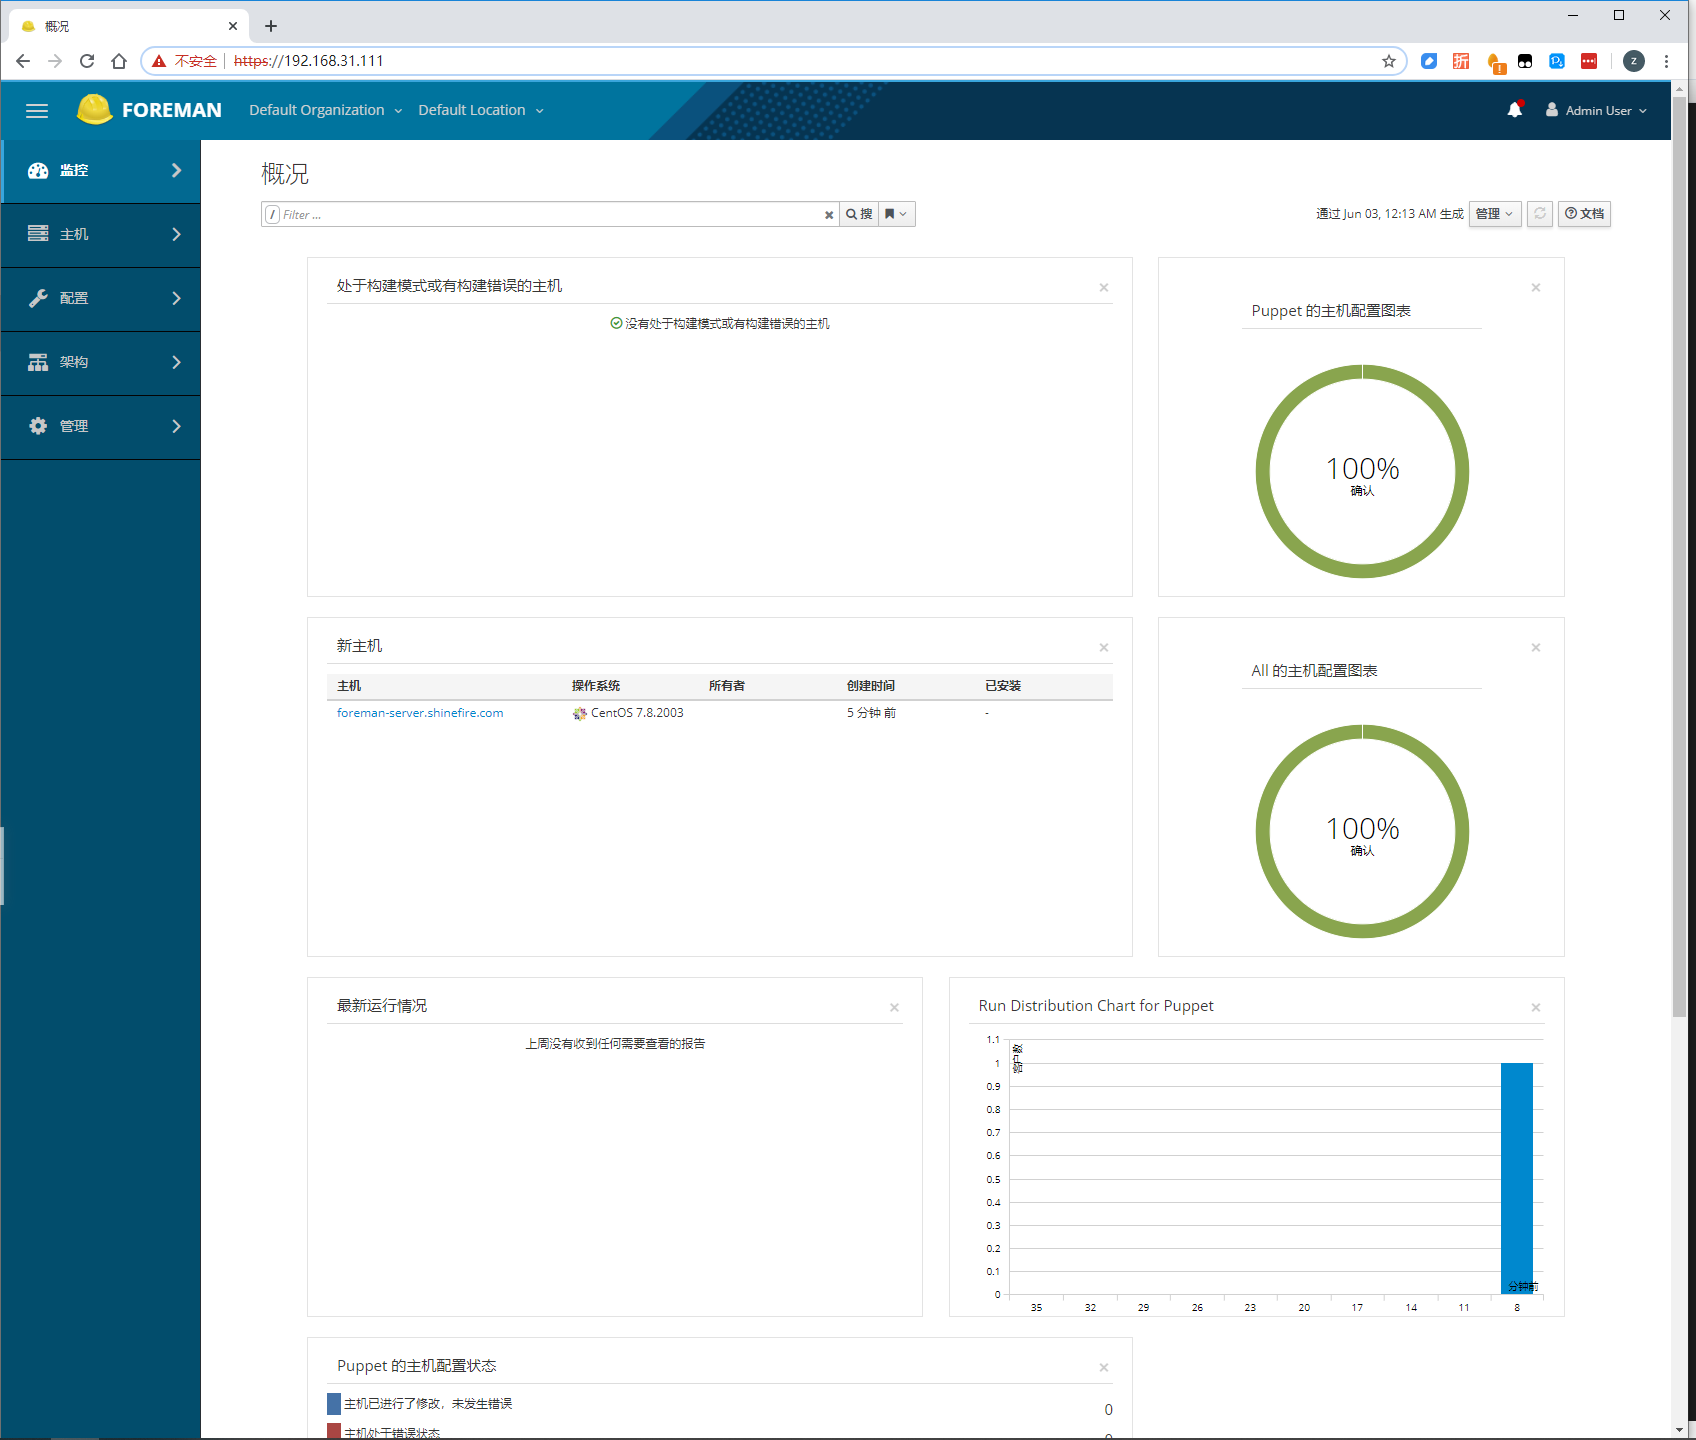 概况
不安全 https://192.168.31.111
FOREMAN
Default Organization
Default Location
Admin User
监控
主机
配置
架构
管理
概况
/ Filter ...
搜
通过 Jun 03, 12:13 AM 生成
管理
文档
处于构建模式或有构建错误的主机
没有处于构建模式或有构建错误的主机
Puppet 的主机配置图表
100%
确认
新主机
主机 操作系统 所有者 创建时间 已安装
foreman-server.shinefire.com CentOS 7.8.2003 5 分钟 前 -
All 的主机配置图表
100%
确认
最新运行情况
上周没有收到任何需要查看的报告
Run Distribution Chart for Puppet
客户数
1.1
1
0.9
0.8
0.7
0.6
0.5
0.4
0.3
0.2
0.1
0
分钟前
35 32 29 26 23 20 17 14 11 8
Puppet 的主机配置状态
主机已进行了修改，未发生错误 0
主机处于错误状态